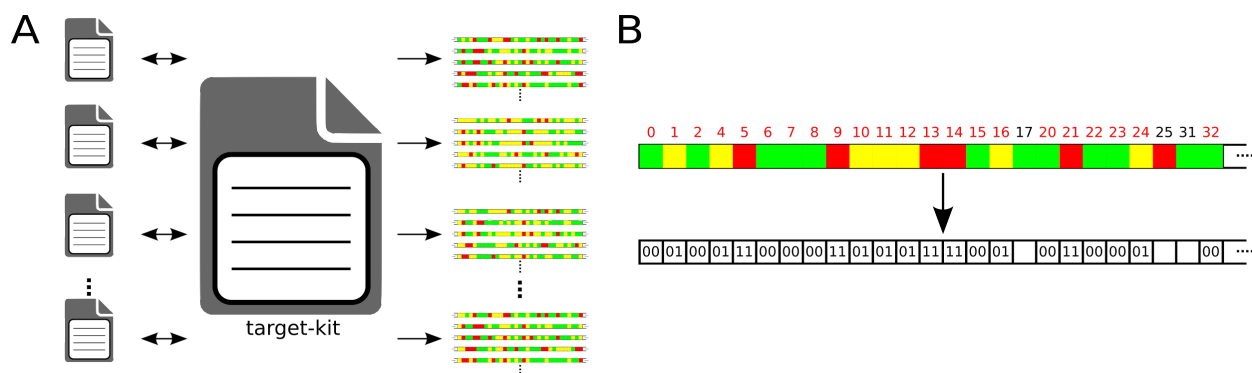 A
B
0 1 2 4 5 6 7 8 9 10 11 12 13 14 15 16 17 20 21 22 23 24 25 31 32
00 01 00 01 11 00 00 00 11 01 01 01 11 11 00 01 00 11 00 00 01 00
target-kit